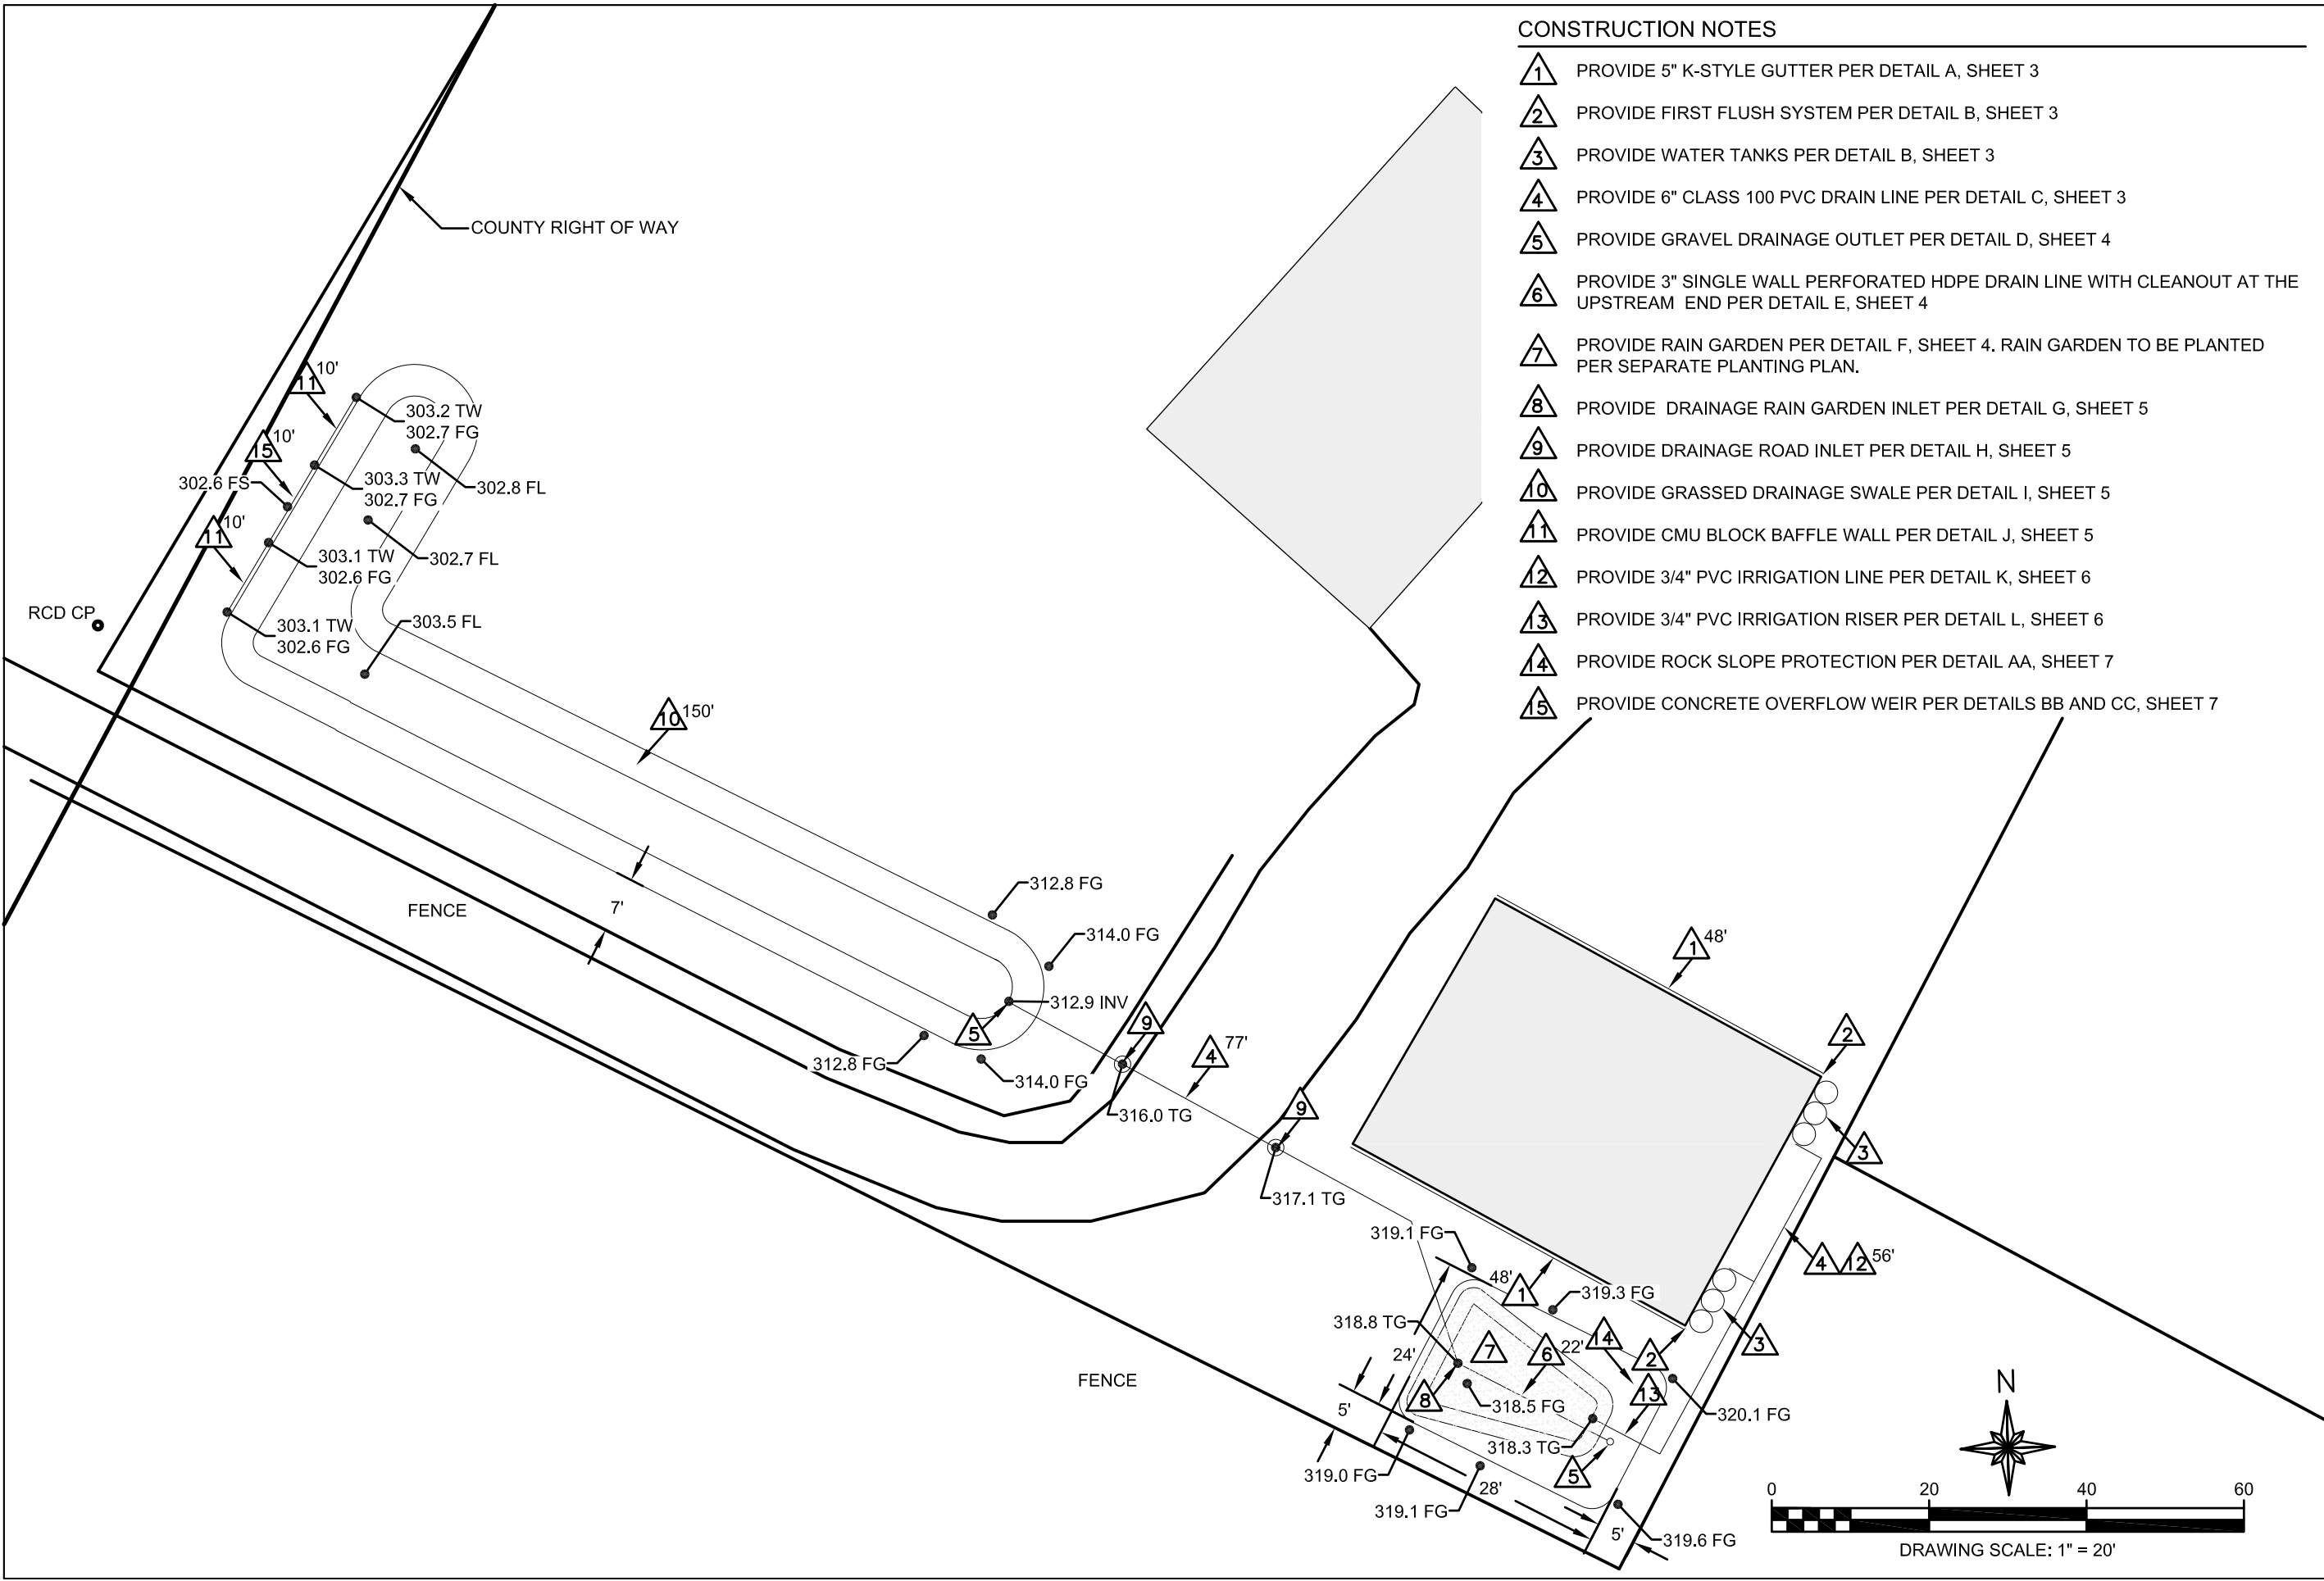 CONSTRUCTION NOTES
1 PROVIDE 5" K-STYLE GUTTER PER DETAIL A, SHEET 3
2 PROVIDE FIRST FLUSH SYSTEM PER DETAIL B, SHEET 3
3 PROVIDE WATER TANKS PER DETAIL B, SHEET 3
4 PROVIDE 6" CLASS 100 PVC DRAIN LINE PER DETAIL C, SHEET 3
5 PROVIDE GRAVEL DRAINAGE OUTLET PER DETAIL D, SHEET 4
6 PROVIDE 3" SINGLE WALL PERFORATED HDPE DRAIN LINE WITH CLEANOUT AT THE
UPSTREAM END PER DETAIL E, SHEET 4
7 PROVIDE RAIN GARDEN PER DETAIL F, SHEET 4. RAIN GARDEN TO BE PLANTED
PER SEPARATE PLANTING PLAN.
8 PROVIDE DRAINAGE RAIN GARDEN INLET PER DETAIL G, SHEET 5
9 PROVIDE DRAINAGE ROAD INLET PER DETAIL H, SHEET 5
10 PROVIDE GRASSED DRAINAGE SWALE PER DETAIL I, SHEET 5
11 PROVIDE CMU BLOCK BAFFLE WALL PER DETAIL J, SHEET 5
12 PROVIDE 3/4" PVC IRRIGATION LINE PER DETAIL K, SHEET 6
13 PROVIDE 3/4" PVC IRRIGATION RISER PER DETAIL L, SHEET 6
14 PROVIDE ROCK SLOPE PROTECTION PER DETAIL AA, SHEET 7
15 PROVIDE CONCRETE OVERFLOW WEIR PER DETAILS BB AND CC, SHEET 7
COUNTY RIGHT OF WAY
11 10'
303.2 TW
302.7 FG
15 10'
302.6 FS
303.3 TW
302.7 FG
302.8 FL
11 10'
303.1 TW
302.6 FG
302.7 FL
RCD CP
303.1 TW
302.6 FG
303.5 FL
10 150'
312.8 FG
FENCE
7'
314.0 FG
1 48'
312.9 INV
5
9
2
4 77'
312.8 FG
314.0 FG
316.0 TG
9
3
317.1 TG
319.1 FG
4 12 56'
48'
1
319.3 FG
318.8 TG
7
6 22'
14
2
3
24'
FENCE
8
13
5'
318.5 FG
320.1 FG
318.3 TG
319.0 FG
5
28'
319.1 FG
5'
319.6 FG
N
0 20 40 60
DRAWING SCALE: 1" = 20'